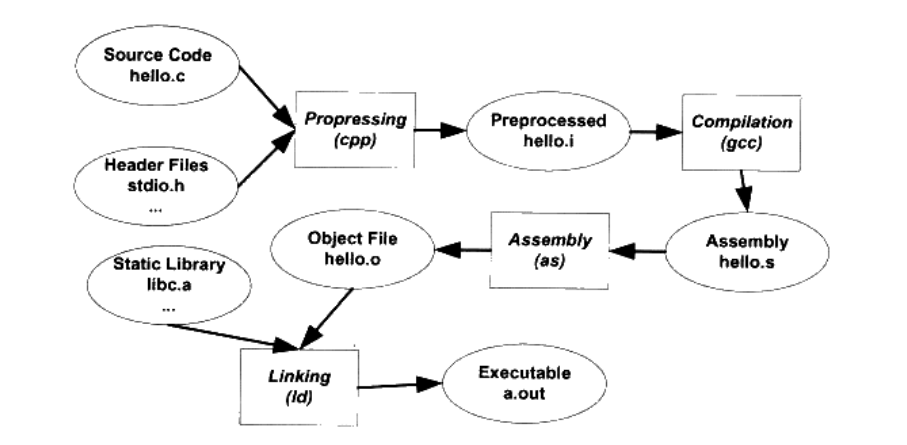 Source Code
hello.c
Header Files
stdio.h
...
Propressing
(cpp)
Preprocessed
hello.i
Compilation
(gcc)
Assembly
hello.s
Assembly
(as)
Object File
hello.o
Static Library
libc.a
...
Linking
(ld)
Executable
a.out